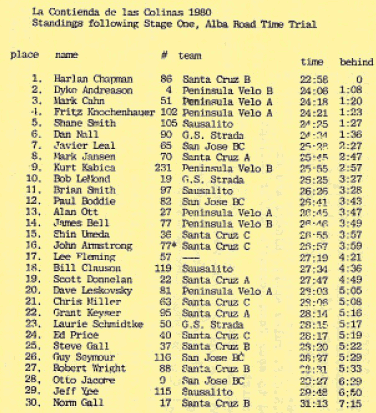 La Contienda de las Colinas 1980
Standings following Stage One, Alba Road Time Trial
place name # team time behind
1. Harlan Chapman 86 Santa Cruz B 22:58 0
2. Dyke Andreason 4 Peninsula Velo B 24:06 1:08
3. Mark Cahn 51 Peninsula Velo A 24:18 1:20
4. Fritz Knochenhauer 102 Peninsula Velo A 24:21 1:23
5. Shane Smith 105 Sausalito 24:25 1:27
6. Dan Nall 90 G.S. Strada 24:34 1:36
7. Javier Leal 65 San Jose BC 25:25 2:27
8. Mark Jansen 70 Santa Cruz A 25:45 2:47
9. Kurt Kabica 231 Peninsula Velo B 25:55 2:57
10. Bob LeMond 19 G.S. Strada 26:25 3:27
11. Brian Smith 97 Sausalito 26:26 3:28
12. Paul Boddie 82 San Jose BC 26:41 3:43
13. Alan Ott 27 Peninsula Velo A 26:45 3:47
14. James Bell 77 Peninsula Velo B 26:46 3:49
15. Shin Umeda 36 Santa Cruz C 26:55 3:57
16. John Armstrong 77* Santa Cruz C 26:57 3:59
17. Lee Fleming 57 --- 27:19 4:21
18. Bill Clauson 119 Sausalito 27:34 4:36
19. Scott Donnelan 22 Santa Cruz A 27:47 4:49
20. Dave Leskovsky 81 Peninsula Velo A 28:03 5:05
21. Chris Miller 63 Santa Cruz C 28:06 5:08
22. Grant Keyser 95 Santa Cruz A 28:14 5:16
23. Laurie Schmidtke 50 G.S. Strada 28:15 5:17
24. Ed Price 40 Santa Cruz C 28:17 5:19
25. Steve Gall 37 Santa Cruz B 28:20 5:22
26. Guy Seymour 116 San Jose BC 28:27 5:29
27. Robert Wright 88 Santa Cruz B 28:31 5:33
28. Otto Jacome 9 San Jose BC 29:27 6:29
29. Jeff Yee 115 Sausalito 29:48 6:50
30. Norm Gall 17 Santa Cruz B 31:13 7:15